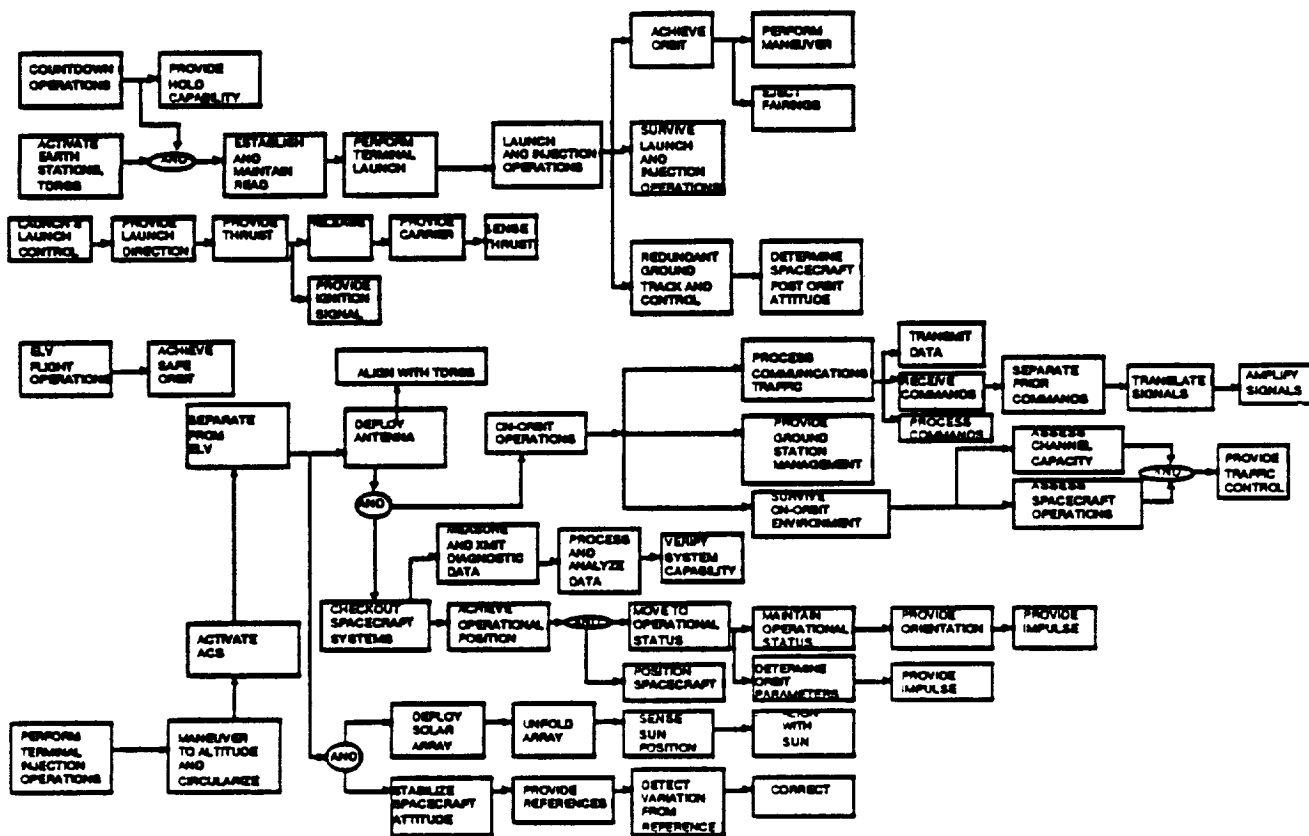 COUNTDOWN
OPERATIONS
PROVIDE
HOLD
CAPABILITY
ACTIVATE
EARTH
STATIONS,
TDRSS
AND
ESTABLISH
AND
MAINTAIN
READ
PERFORM
TERMINAL
LAUNCH
LAUNCH
AND INJECTION
OPERATIONS
ACHIEVE
ORBIT
PERFORM
MANEUVER
EJECT
FAIRINGS
SURVIVE
LAUNCH
AND
INJECTION
OPERATIONS
REDUNDANT
GROUND
TRACK AND
CONTROL
DETERMINE
SPACECRAFT
POST ORBIT
ATTITUDE
LAUNCH
CONTROL
PROVIDE
LAUNCH
DIRECTION
PROVIDE
THRUST
RELEASE
PROVIDE
CARRIER
SENSE
THRUST
PROVIDE
IGNITION
SIGNAL
ELV
FLIGHT
OPERATIONS
ACHIEVE
SAFE
ORBIT
ALIGN WITH TDRSS
SEPARATE
FROM
ELV
DEPLOY
ANTENNA
AND
ON-ORBIT
OPERATIONS
PROCESS
COMMUNICATIONS
TRAFFIC
TRANSMIT
DATA
RECEIVE
COMMANDS
PROCESS
COMMANDS
SEPARATE
PRIOR
COMMANDS
TRANSLATE
SIGNALS
AMPLIFY
SIGNALS
PROVIDE
GROUND
STATION
MANAGEMENT
SURVIVE
ON-ORBIT
ENVIRONMENT
ASSESS
CHANNEL
CAPACITY
ASSESS
SPACECRAFT
OPERATIONS
AND
PROVIDE
TRAFFIC
CONTROL
MEASURE
AND XMIT
DIAGNOSTIC
DATA
PROCESS
AND
ANALYZE
DATA
VERIFY
SYSTEM
CAPABILITY
CHECKOUT
SPACECRAFT
SYSTEMS
ACHIEVE
OPERATIONAL
POSITION
AND
MOVE TO
OPERATIONAL
STATUS
MAINTAIN
OPERATIONAL
STATUS
PROVIDE
ORIENTATION
PROVIDE
IMPULSE
POSITION
SPACECRAFT
DETERMINE
ORBIT
PARAMETERS
PROVIDE
IMPULSE
ACTIVATE
ACS
PERFORM
TERMINAL
INJECTION
OPERATIONS
MANEUVER
TO ALTITUDE
AND
CIRCULARIZE
AND
DEPLOY
SOLAR
ARRAY
UNFOLD
ARRAY
SENSE
SUN
POSITION
ALIGN
WITH
SUN
STABILIZE
SPACECRAFT
ATTITUDE
PROVIDE
REFERENCES
DETECT
VARIATION
FROM
REFERENCE
CORRECT